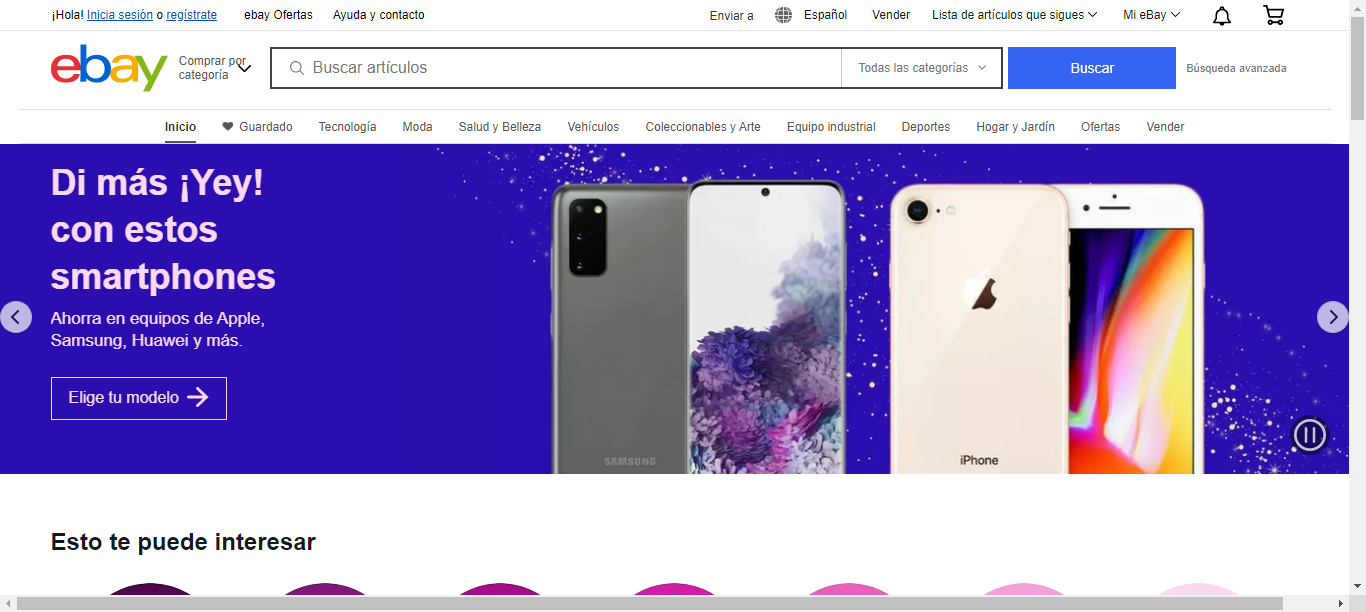 ¡Hola! Inicia sesión o regístrate ebay Ofertas Ayuda y contacto Enviar a Español Vender Lista de artículos que sigues Mi eBay
ebay Comprar por categoría Buscar artículos Todas las categorías Buscar Búsqueda avanzada
Inicio Guardado Tecnología Moda Salud y Belleza Vehículos Coleccionables y Arte Equipo industrial Deportes Hogar y Jardín Ofertas Vender
Di más ¡Yey!
con estos
smartphones
Ahorra en equipos de Apple,
Samsung, Huawei y más.
Elige tu modelo
SAMSUNG
iPhone
Esto te puede interesar